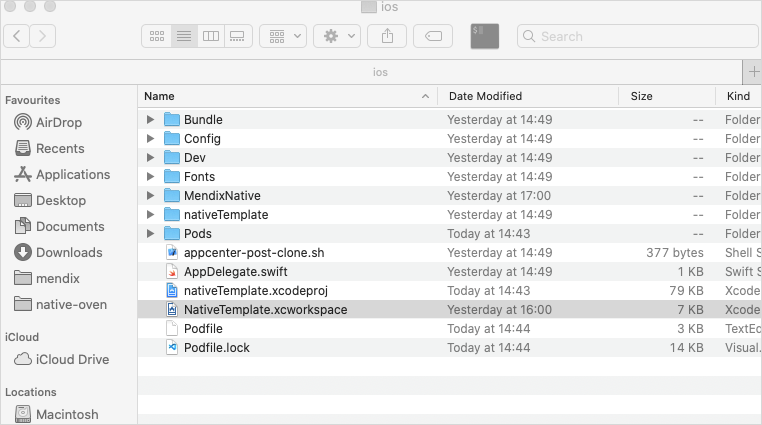 ios
Search
ios
Favourites
AirDrop
Recents
Applications
Desktop
Documents
Downloads
mendix
native-oven
iCloud
iCloud Drive
Locations
Macintosh
Name Date Modified Size Kind
Bundle Yesterday at 14:49 -- Folder
Config Yesterday at 14:49 -- Folder
Dev Yesterday at 14:49 -- Folder
Fonts Yesterday at 14:49 -- Folder
MendixNative Yesterday at 17:00 -- Folder
nativeTemplate Yesterday at 14:49 -- Folder
Pods Today at 14:43 -- Folder
appcenter-post-clone.sh Yesterday at 14:49 377 bytes Shell S
AppDelegate.swift Yesterday at 14:49 1 KB Swift S
nativeTemplate.xcodeproj Today at 14:43 79 KB Xcode
NativeTemplate.xcworkspace Yesterday at 16:00 7 KB Xcode
Podfile Today at 14:44 3 KB TextEd
Podfile.lock Today at 14:44 14 KB Visual.